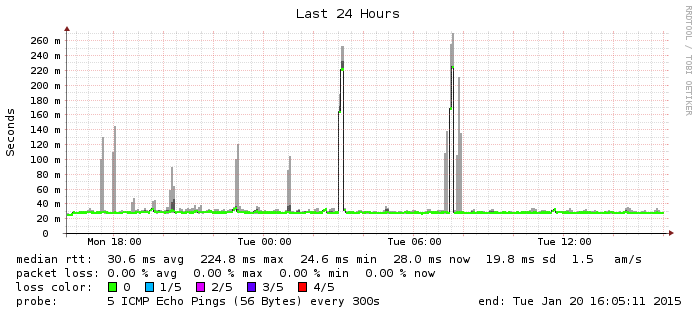 Last 24 Hours
RRDTOOL / TOBI OETIKER
Seconds
260 m
240 m
220 m
200 m
180 m
160 m
140 m
120 m
100 m
80 m
60 m
40 m
20 m
0
Mon 18:00 Tue 00:00 Tue 06:00 Tue 12:00
median rtt: 30.6 ms avg 224.8 ms max 24.6 ms min 28.0 ms now 19.8 ms sd 1.5 am/s
packet loss: 0.00 % avg 0.00 % max 0.00 % min 0.00 % now
loss color: 0 1/5 2/5 3/5 4/5
probe: 5 ICMP Echo Pings (56 Bytes) every 300s end: Tue Jan 20 16:05:11 2015